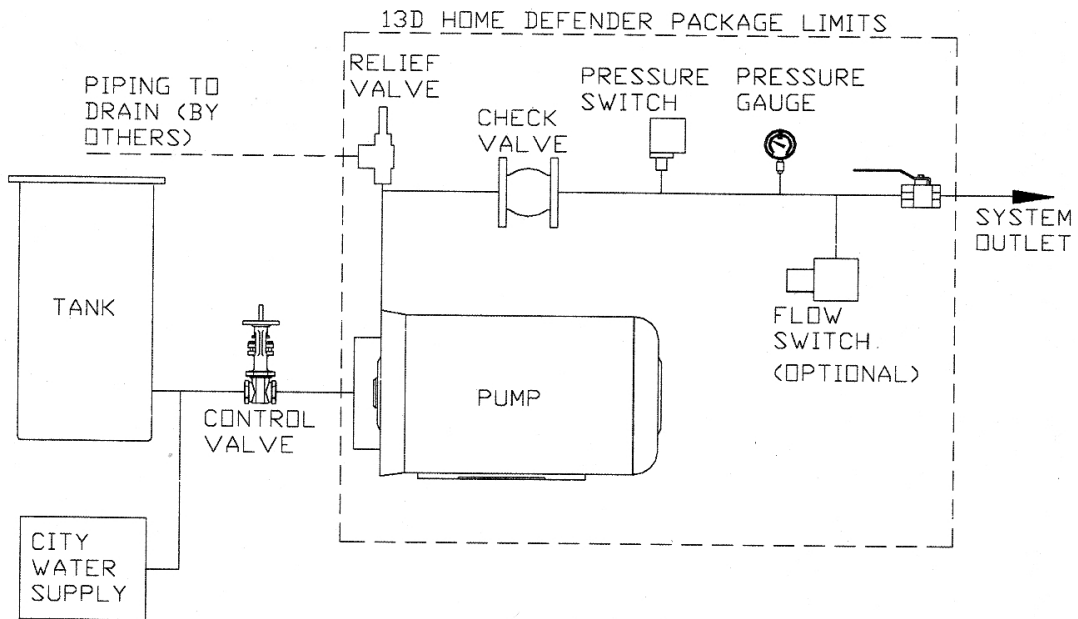 13D HOME DEFENDER PACKAGE LIMITS
RELIEF
VALVE
PIPING TO
DRAIN (BY
OTHERS)
CHECK
VALVE
PRESSURE
SWITCH
PRESSURE
GAUGE
SYSTEM
OUTLET
TANK
CONTROL
VALVE
PUMP
FLOW
SWITCH.
(OPTIONAL)
CITY
WATER
SUPPLY